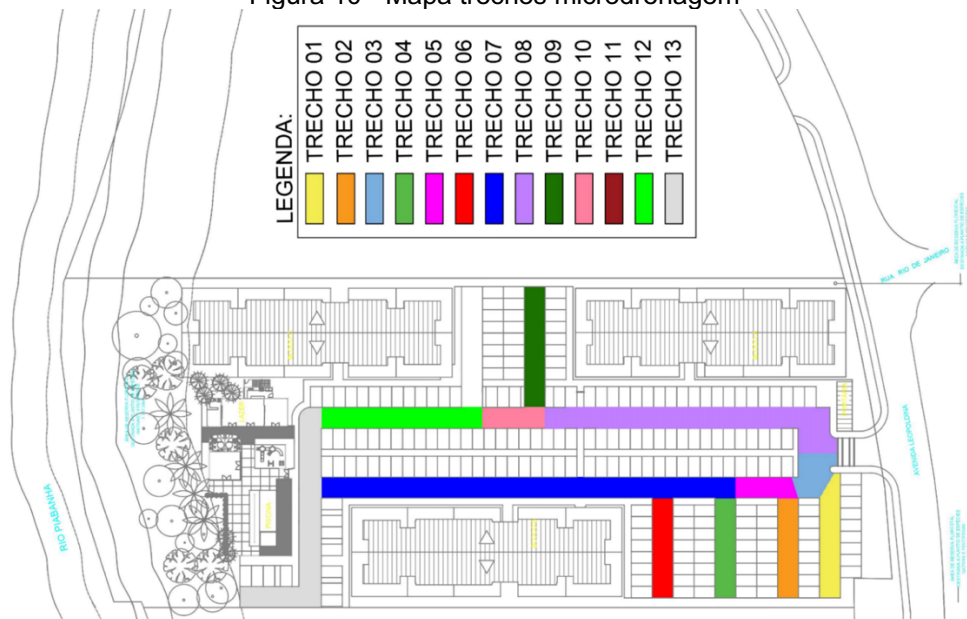 Figura 10 - Mapa trechos microdrenagem
LEGENDA:
TRECHO 01
TRECHO 02
TRECHO 03
TRECHO 04
TRECHO 05
TRECHO 06
TRECHO 07
TRECHO 08
TRECHO 09
TRECHO 10
TRECHO 11
TRECHO 12
TRECHO 13
RIO PIABANHA
RUA RIO DE JANEIRO
AVENIDA LEOPOLDINA